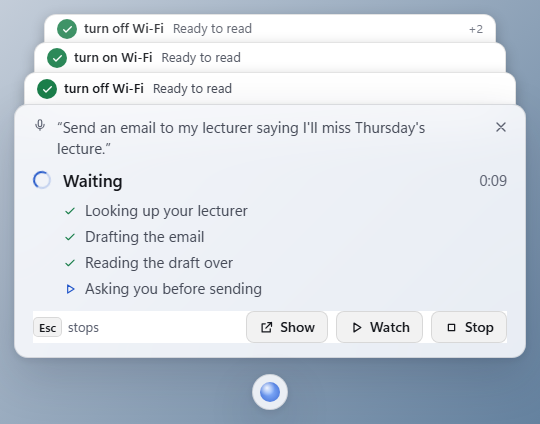 turn off Wi-Fi Ready to read +2
turn on Wi-Fi Ready to read
turn off Wi-Fi Ready to read
“Send an email to my lecturer saying I'll miss Thursday's
lecture.”
Waiting 0:09
Looking up your lecturer
Drafting the email
Reading the draft over
Asking you before sending
Esc stops Show Watch Stop